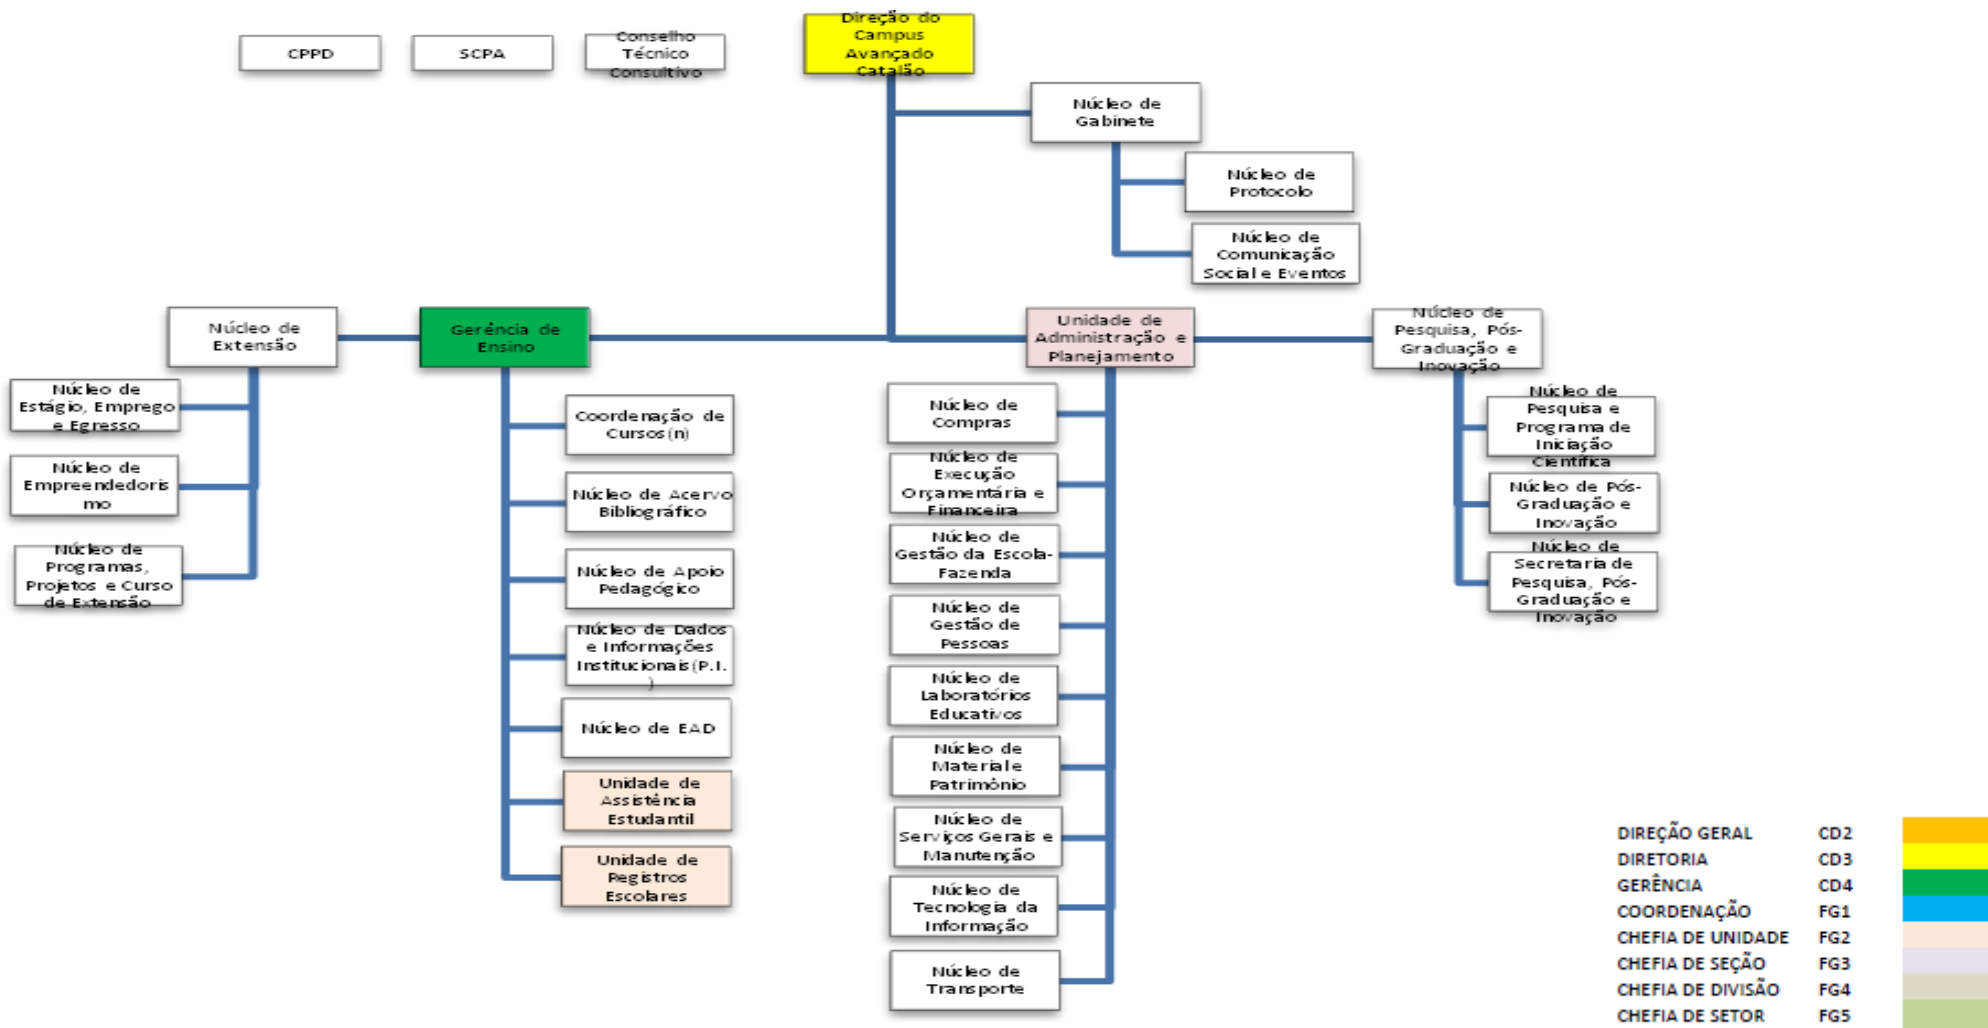 CPPD
SCPA
Conselho
Técnico
Consultivo
Direção do
Campus
Avançado
Catalão
Núcleo de
Gabinete
Núcleo de
Protocolo
Núcleo de
Comunicação
Social e Eventos
Núcleo de
Extensão
Gerência de
Ensino
Unidade de
Administração e
Planejamento
Núcleo de
Pesquisa, Pós-
Graduação e
Inovação
Núcleo de
Estágio, Emprego
e Egresso
Núcleo de
Empreendedoris
mo
Núcleo de
Programas,
Projetos e Curso
de Extensão
Coordenação de
Cursos(n)
Núcleo de Acervo
Bibliográfico
Núcleo de Apoio
Pedagógico
Núcleo de Dados
e Informações
Institucionais(P.I.
)
Núcleo de EAD
Unidade de
Assistência
Estudantil
Unidade de
Registros
Escolares
Núcleo de
Compras
Núcleo de
Execução
Orçamentária e
Financeira
Núcleo de
Gestão da Escola-
Fazenda
Núcleo de
Gestão de
Pessoas
Núcleo de
Laboratórios
Educativos
Núcleo de
Material e
Patrimônio
Núcleo de
Serviços Gerais e
Manutenção
Núcleo de
Tecnologia da
Informação
Núcleo de
Transporte
Núcleo de
Pesquisa e
Programa de
Iniciação
Científica
Núcleo de Pós-
Graduação e
Inovação
Núcleo de
Secretaria de
Pesquisa, Pós-
Graduação e
Inovação
DIREÇÃO GERAL CD2
DIRETORIA CD3
GERÊNCIA CD4
COORDENAÇÃO FG1
CHEFIA DE UNIDADE FG2
CHEFIA DE SEÇÃO FG3
CHEFIA DE DIVISÃO FG4
CHEFIA DE SETOR FG5